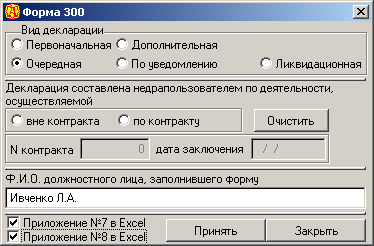 Форма 300
Вид декларации
Первоначальная Дополнительная
Очередная По уведомлению Ликвидационная
Декларация составлена недрапользователем по деятельности,
осуществляемой
вне контракта по контракту Очистить
N контракта 0 дата заключения / /
Ф.И.О. должностного лица, заполнившего форму
Ивченко Л.А.
Приложение №7 в Excel
Приложение №8 в Excel
Принять Закрыть